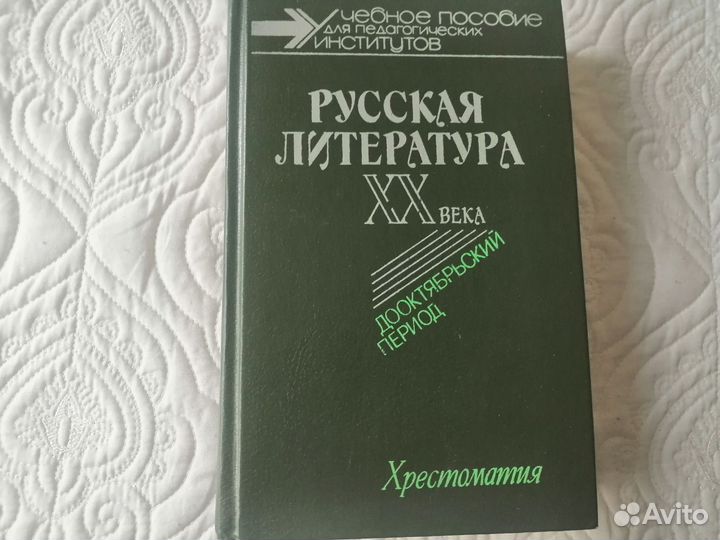 Учебное пособие
для педагогических
институтов
Русская
литература
XX века
Дооктябрьский
период
Хрестоматия
Avito